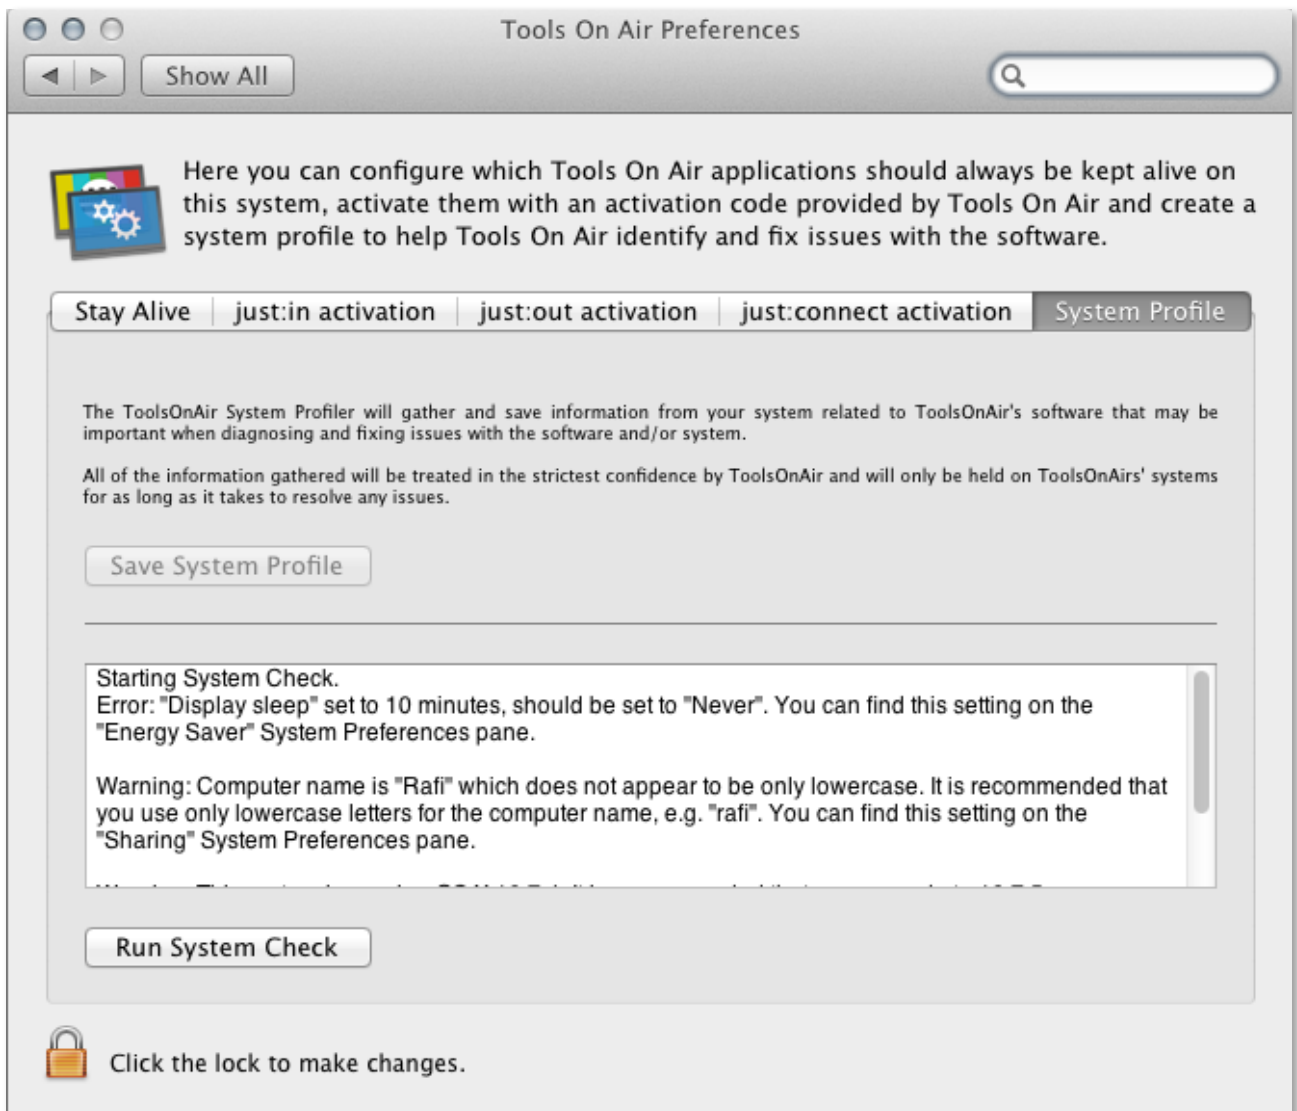 Tools On Air Preferences
Show All
Here you can configure which Tools On Air applications should always be kept alive on
this system, activate them with an activation code provided by Tools On Air and create a
system profile to help Tools On Air identify and fix issues with the software.
Stay Alive just:in activation just:out activation just:connect activation System Profile
The ToolsOnAir System Profiler will gather and save information from your system related to ToolsOnAir's software that may be
important when diagnosing and fixing issues with the software and/or system.
All of the information gathered will be treated in the strictest confidence by ToolsOnAir and will only be held on ToolsOnAirs' systems
for as long as it takes to resolve any issues.
Save System Profile
Starting System Check.
Error: "Display sleep" set to 10 minutes, should be set to "Never". You can find this setting on the
"Energy Saver" System Preferences pane.
Warning: Computer name is "Rafi" which does not appear to be only lowercase. It is recommended that
you use only lowercase letters for the computer name, e.g. "rafi". You can find this setting on the
"Sharing" System Preferences pane.
Run System Check
Click the lock to make changes.